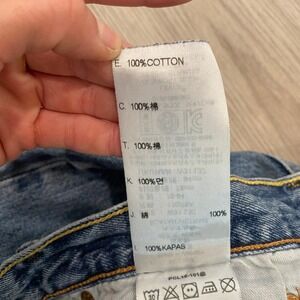 E. 100%COTTON
C. 100%棉
T. 100%棉
K. 100%면
J. 綿 100%
I. 100%KAPAS